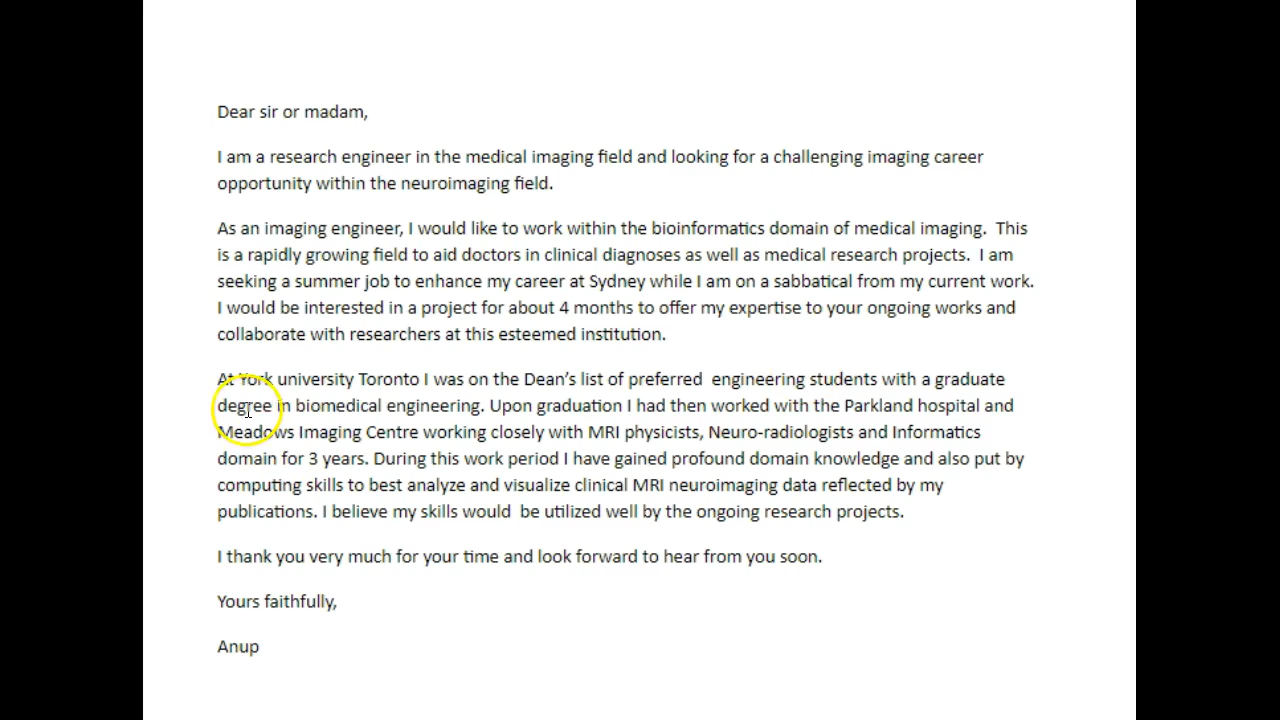 Dear sir or madam,
I am a research engineer in the medical imaging field and looking for a challenging imaging career
opportunity within the neuroimaging field.
As an imaging engineer, I would like to work within the bioinformatics domain of medical imaging.  This
is a rapidly growing field to aid doctors in clinical diagnoses as well as medical research projects.  I am
seeking a summer job to enhance my career at Sydney while I am on a sabbatical from my current work.
I would be interested in a project for about 4 months to offer my expertise to your ongoing works and
collaborate with researchers at this esteemed institution.
At York university Toronto I was on the Dean’s list of preferred  engineering students with a graduate
degree in biomedical engineering. Upon graduation I had then worked with the Parkland hospital and
Meadows Imaging Centre working closely with MRI physicists, Neuro-radiologists and Informatics
domain for 3 years. During this work period I have gained profound domain knowledge and also put by
computing skills to best analyze and visualize clinical MRI neuroimaging data reflected by my
publications. I believe my skills would  be utilized well by the ongoing research projects.
I thank you very much for your time and look forward to hear from you soon.
Yours faithfully,
Anup